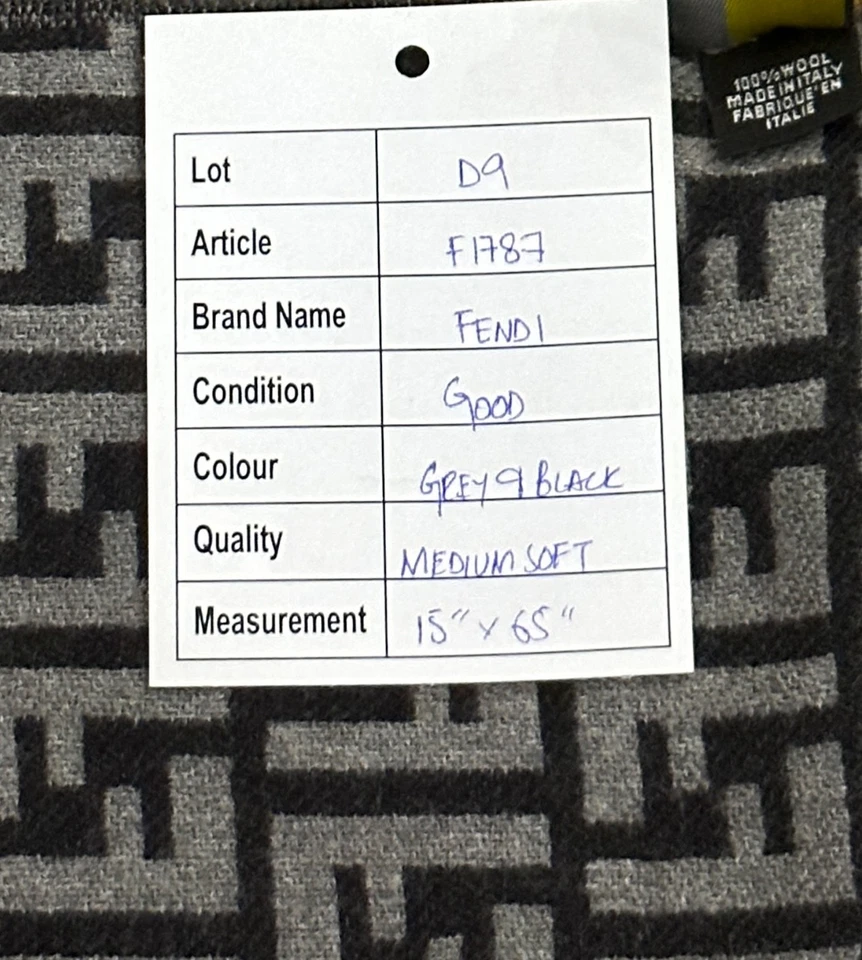 100% WOOL
MADE IN ITALY
FABRIQUE EN
ITALIE
Lot D9
Article F1787
Brand Name FENDI
Condition GOOD
Colour GREY & BLACK
Quality MEDIUM SOFT
Measurement 15" x 65"